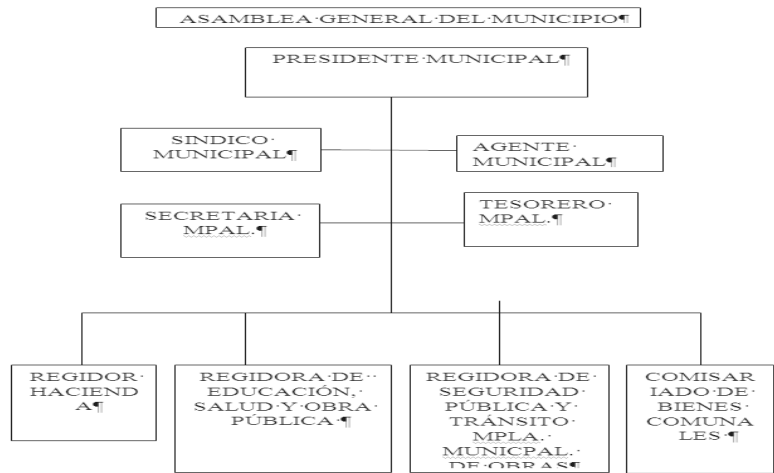 ASAMBLEA·GENERAL·DEL·MUNICIPIO¶
PRESIDENTE·MUNICIPAL¶
SINDICO·
MUNICIPAL¶
AGENTE·
MUNICIPAL¶
SECRETARIA·
MPAL.¶
TESORERO·
MPAL.¶
REGIDOR·
HACIEND
A¶
REGIDORA·DE··
EDUCACIÓN,·
SALUD·Y·OBRA·
PÚBLICA·¶
REGIDORA·DE·
SEGURIDAD·
PÚBLICA·Y·
TRÁNSITO·
MPLA.·
MUNICPAL.·
DE·OBRAS¶
COMISAR
IADO·DE·
BIENES·
COMUNA
LES·¶